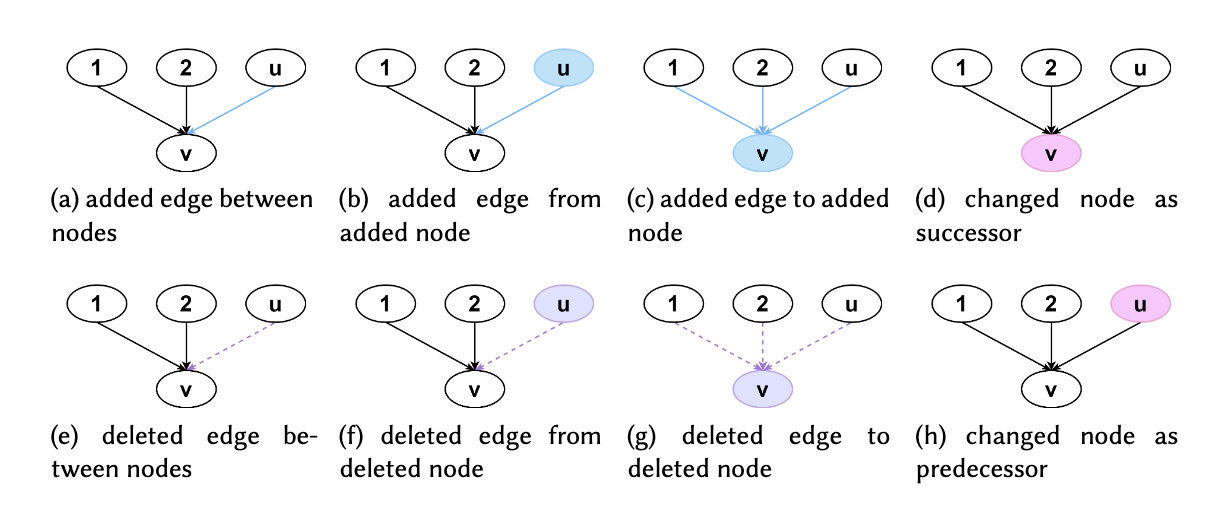 1 2 u 1 2 u 1 2 u 1 2 u
v v v v
(a) added edge between (b) added edge from (c) added edge to added (d) changed node as
nodes added node node successor
1 2 u 1 2 u 1 2 u 1 2 u
v v v v
(e) deleted edge be- (f) deleted edge from (g) deleted edge to (h) changed node as
tween nodes deleted node deleted node predecessor